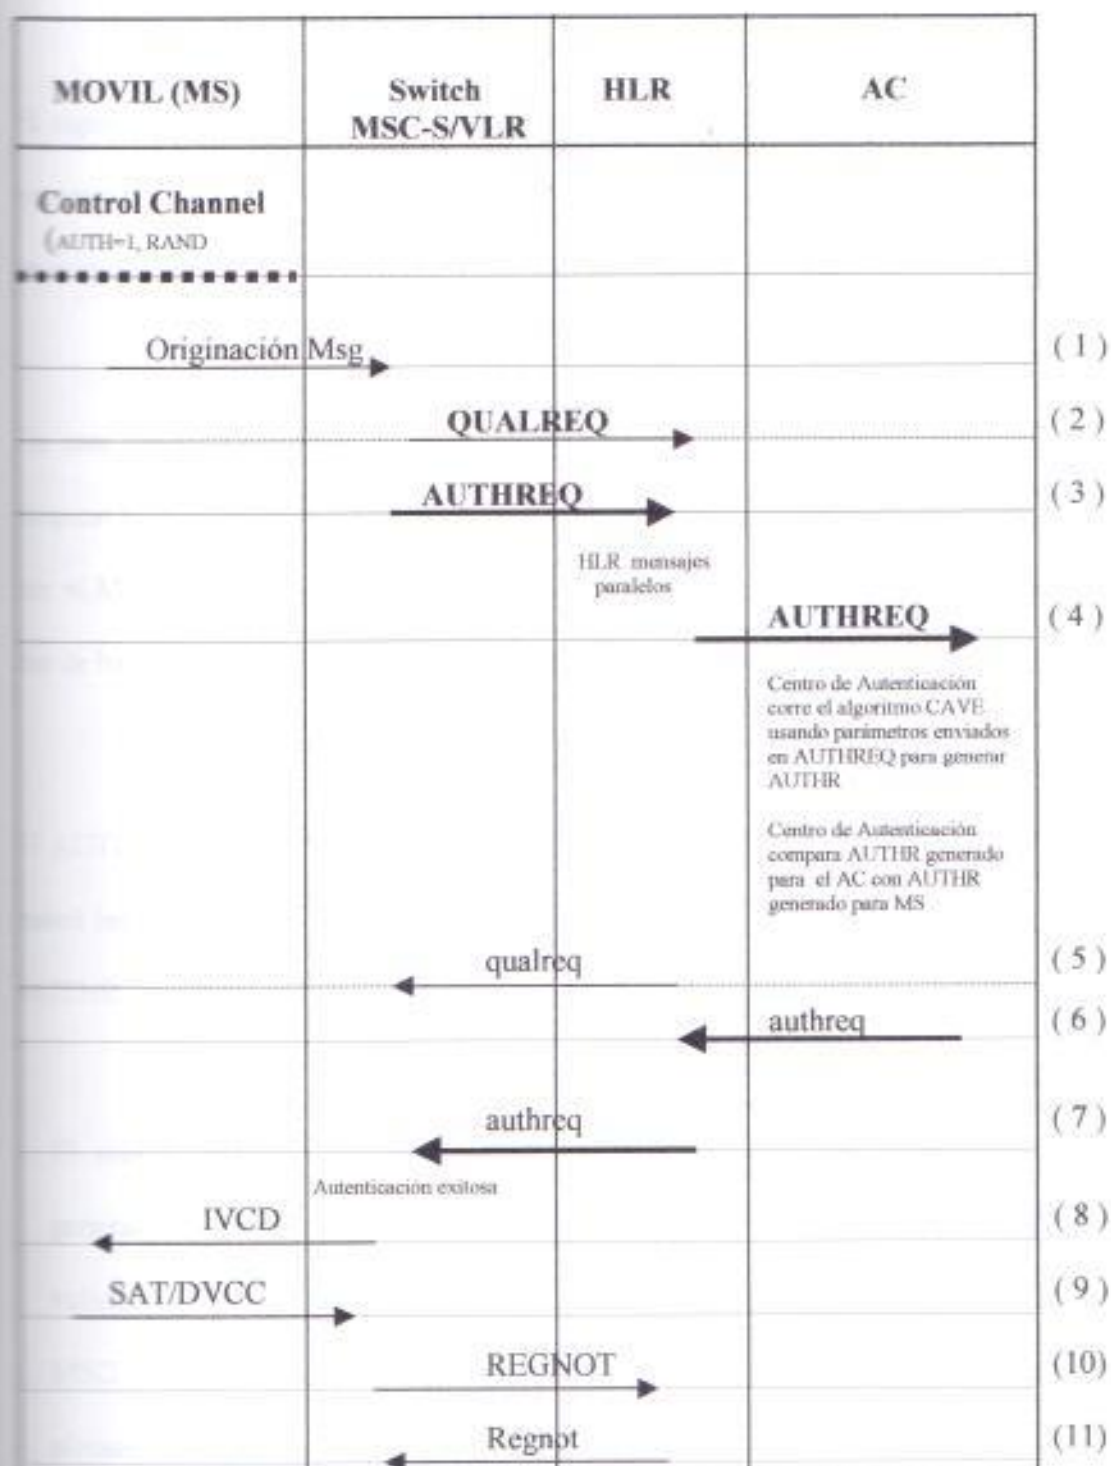 MOVIL (MS)
Switch
MSC-S/VLR
HLR
AC
Control Channel
(AUTH=1, RAND
Originación Msg
(1)
QUALREQ
(2)
AUTHREQ
(3)
HLR mensajes
paralelos
AUTHREQ
(4)
Centro de Autenticación
corre el algoritmo CAVE
usando parámetros enviados
en AUTHREQ para generar
AUTHR
Centro de Autenticación
compara AUTHR generado
para el AC con AUTHR
generado para MS
qualreq
(5)
authreq
(6)
authreq
(7)
Autenticación exitosa
IVCD
(8)
SAT/DVCC
(9)
REGNOT
(10)
Regnot
(11)